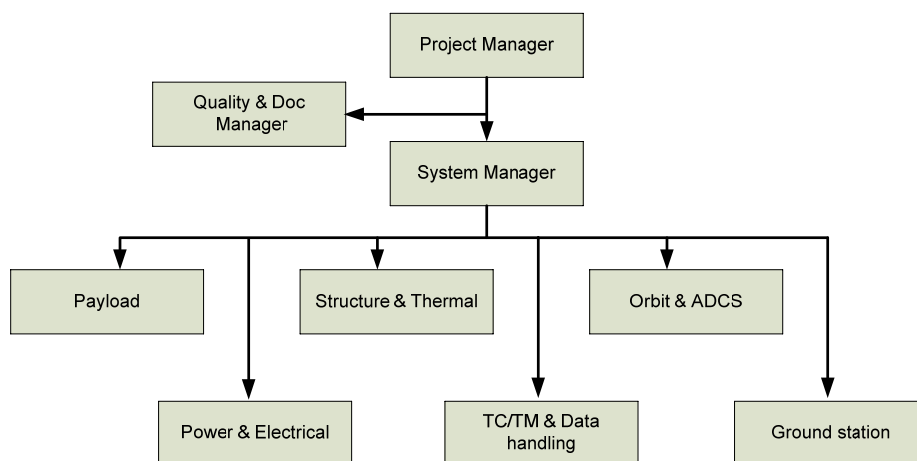 Project Manager
Quality & Doc
Manager
System Manager
Payload
Structure & Thermal
Orbit & ADCS
Power & Electrical
TC/TM & Data
handling
Ground station